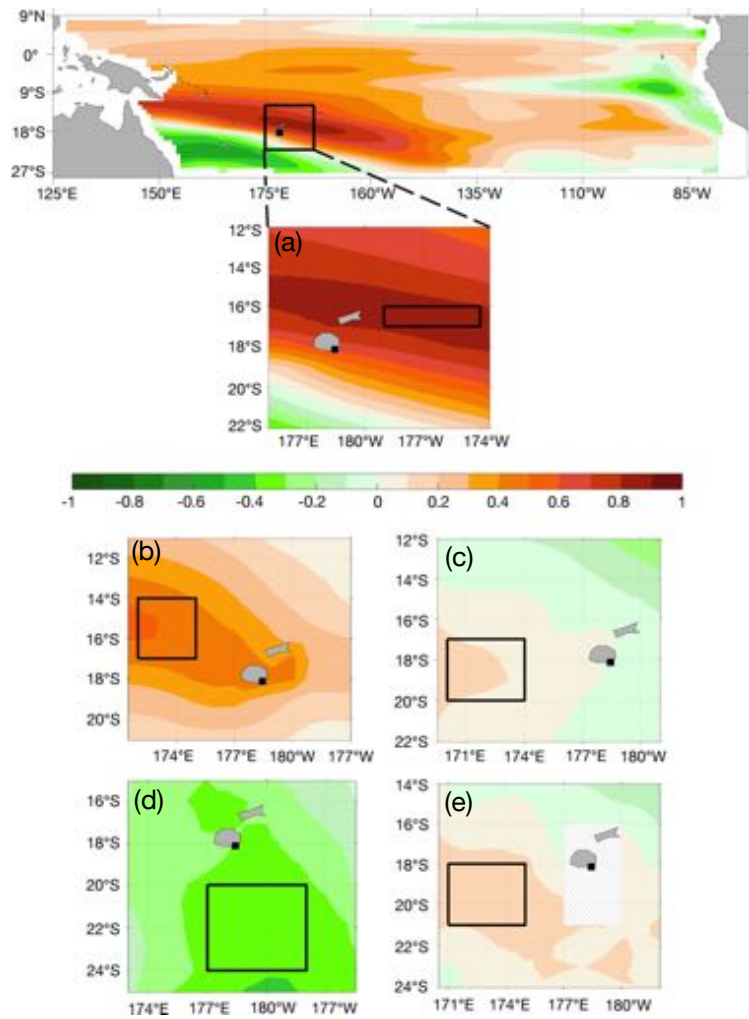 9°N
0°
9°S
18°S
27°S
125°E 150°E 175°E 160°W 135°W 110°W 85°W
(a)
12°S
14°S
16°S
18°S
20°S
22°S
177°E 180°W 177°W 174°W
-1 -0.8 -0.6 -0.4 -0.2 0 0.2 0.4 0.6 0.8 1
(b)
12°S
14°S
16°S
18°S
20°S
174°E 177°E 180°W 177°W
(c)
12°S
14°S
16°S
18°S
20°S
22°S
171°E 174°E 177°E 180°W
(d)
16°S
18°S
20°S
22°S
24°S
174°E 177°E 180°W 177°W
(e)
14°S
16°S
18°S
20°S
22°S
24°S
171°E 174°E 177°E 180°W